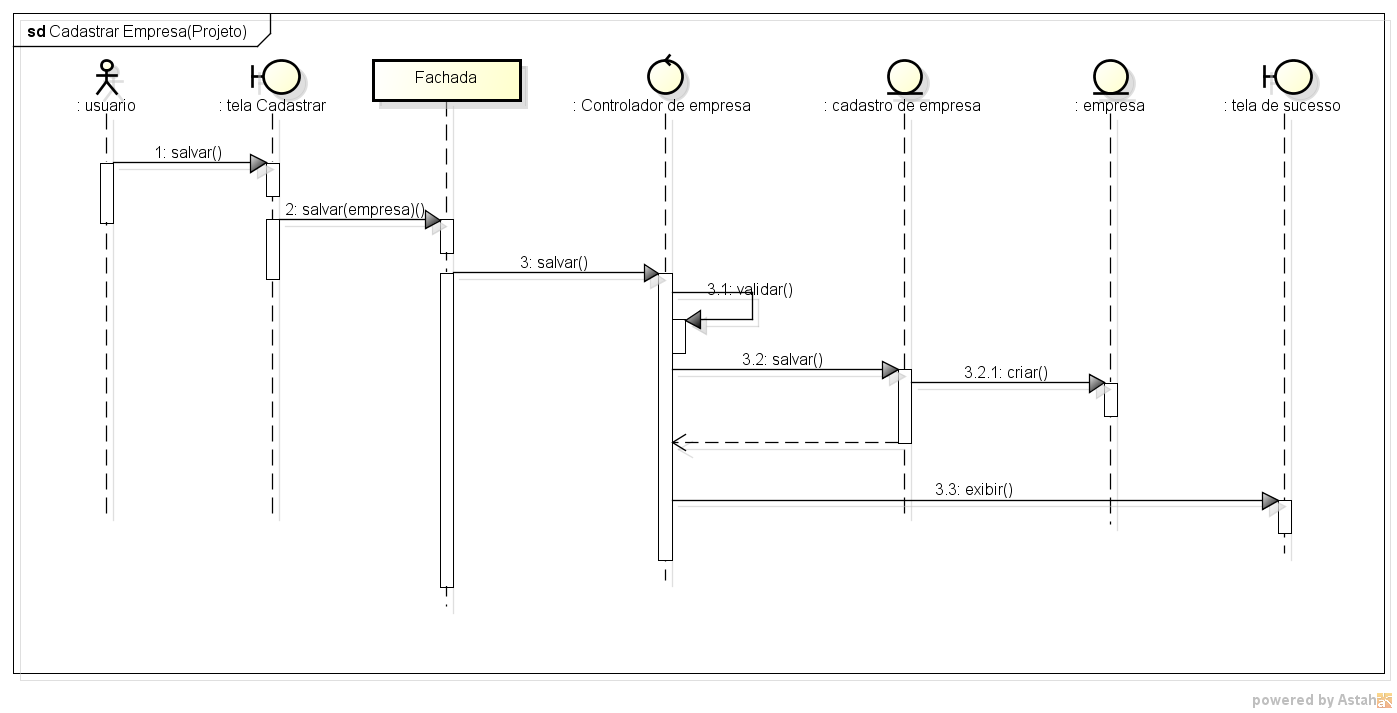 sd Cadastrar Empresa(Projeto)
: usuario
: tela Cadastrar
Fachada
: Controlador de empresa
: cadastro de empresa
: empresa
: tela de sucesso
1: salvar()
2: salvar(empresa)()
3: salvar()
3.1: validar()
3.2: salvar()
3.2.1: criar()
3.3: exibir()
powered by Astah